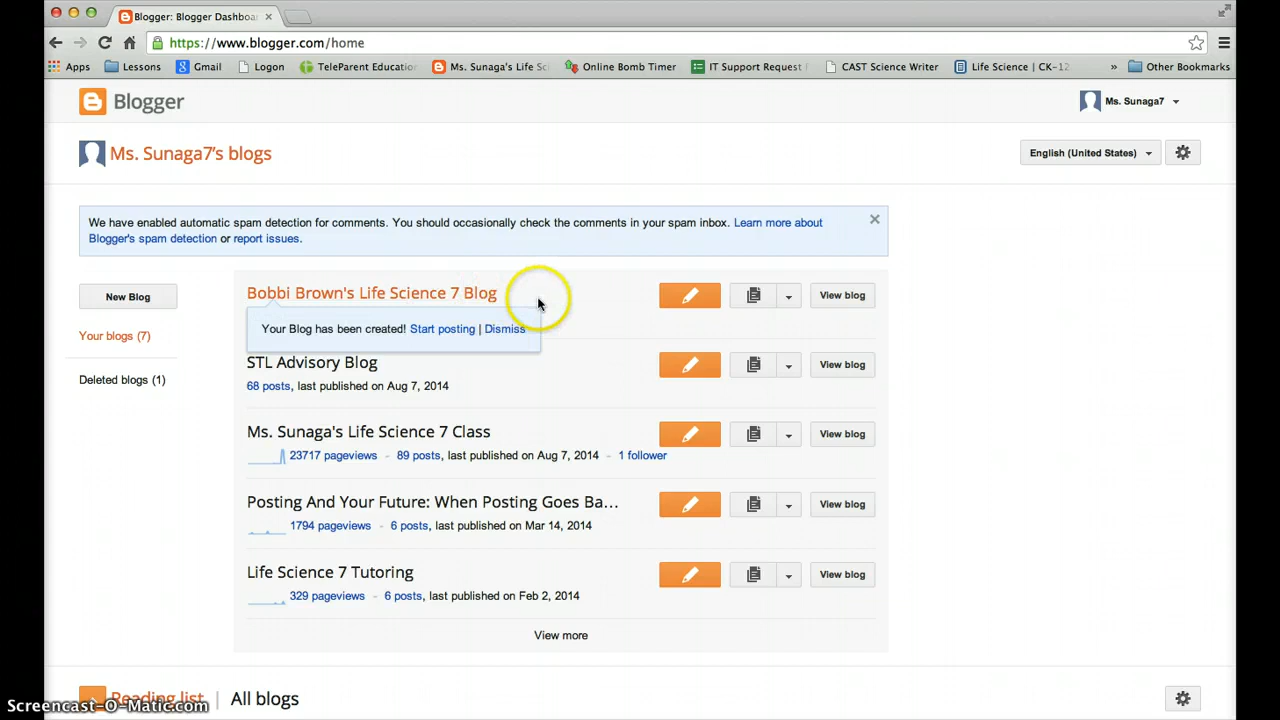 Blogger: Blogger Dashboa
https://www.blogger.com/home
Apps Lessons Gmail Logon TeleParent Educatio Ms. Sunaga's Life Sc Online Bomb Timer IT Support Request CAST Science Writer Life Science | CK-12 » Other Bookmarks
Blogger
Ms. Sunaga7
Ms. Sunaga7's blogs
English (United States)
We have enabled automatic spam detection for comments. You should occasionally check the comments in your spam inbox. Learn more about
Blogger's spam detection or report issues.
New Blog
Your blogs (7)
Deleted blogs (1)
Bobbi Brown's Life Science 7 Blog
View blog
Your Blog has been created! Start posting | Dismiss
STL Advisory Blog
View blog
68 posts, last published on Aug 7, 2014
Ms. Sunaga's Life Science 7 Class
View blog
23717 pageviews - 89 posts, last published on Aug 7, 2014 - 1 follower
Posting And Your Future: When Posting Goes Ba...
View blog
1794 pageviews - 6 posts, last published on Mar 14, 2014
Life Science 7 Tutoring
View blog
329 pageviews - 6 posts, last published on Feb 2, 2014
View more
Reading list | All blogs
Screencast-O-Matic.com